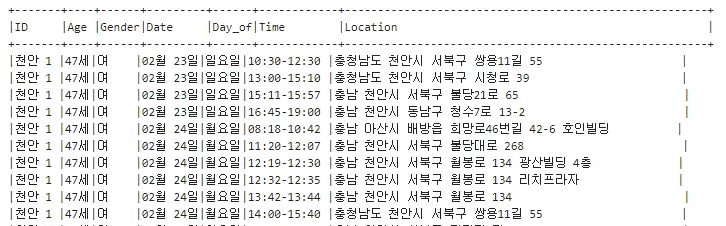 |ID |Age |Gender|Date |Day_of|Time |Location |
|천안 1 |47세|여 |02월 23일|일요일|10:30-12:30 |충청남도 천안시 서북구 쌍용11길 55 |
|천안 1 |47세|여 |02월 23일|일요일|13:00-15:10 |충청남도 천안시 서북구 시청로 39 |
|천안 1 |47세|여 |02월 23일|일요일|15:11-15:57 |충남 천안시 서북구 불당21로 65 |
|천안 1 |47세|여 |02월 23일|일요일|16:45-19:00 |충남 천안시 동남구 청수7로 13-2 |
|천안 1 |47세|여 |02월 24일|월요일|08:18-10:42 |충남 아산시 배방읍 희망로46번길 42-6 호인빌딩 |
|천안 1 |47세|여 |02월 24일|월요일|11:20-12:07 |충남 천안시 서북구 불당대로 268 |
|천안 1 |47세|여 |02월 24일|월요일|12:19-12:30 |충남 천안시 서북구 월봉로 134 광산빌딩 4층 |
|천안 1 |47세|여 |02월 24일|월요일|12:32-12:35 |충남 천안시 서북구 월봉로 134 리치프라자 |
|천안 1 |47세|여 |02월 24일|월요일|13:42-13:44 |충남 천안시 서북구 월봉로 134 |
|천안 1 |47세|여 |02월 24일|월요일|14:00-15:40 |충청남도 천안시 서북구 쌍용11길 55 |